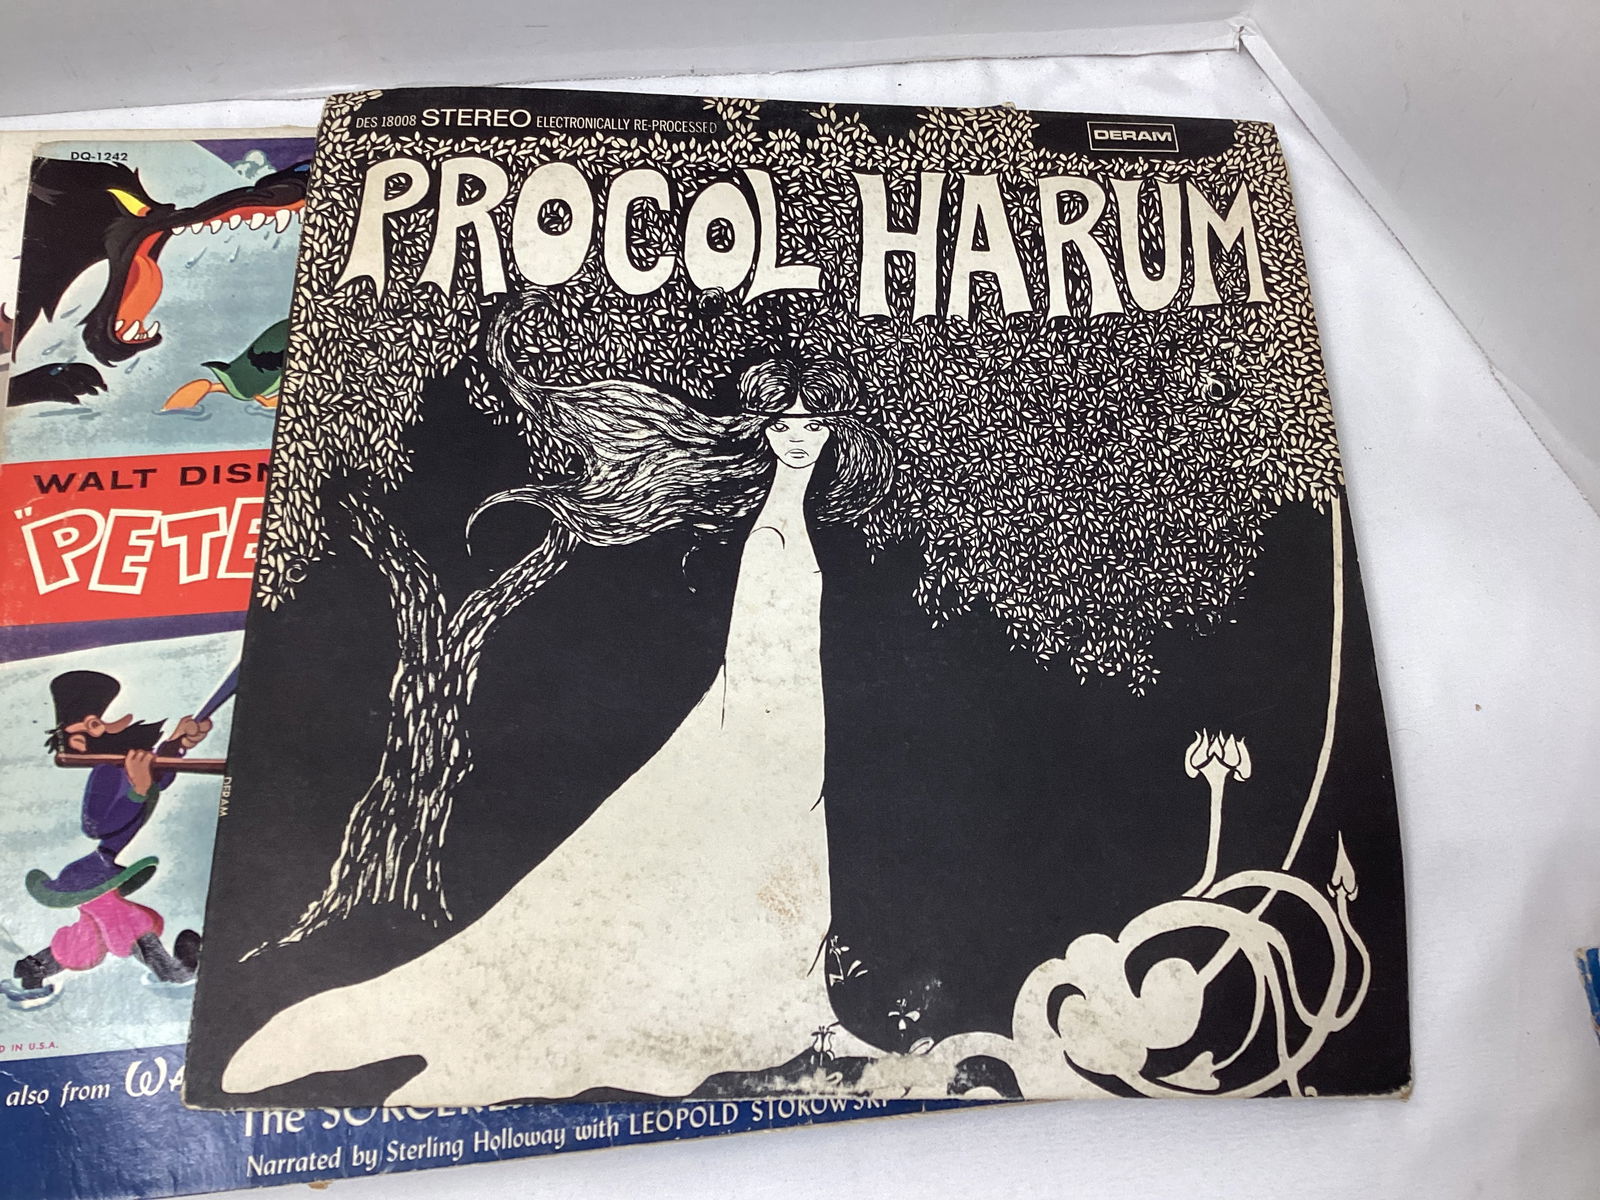 DES 18008 STEREO ELECTRONICALLY RE-PROCESSED
DERAM
PROCOL HARUM
DERAM
DQ-1242
WALT DISN
"PETE
D IN U.S.A.
also from WA
The SORCERE
Narrated by Sterling Holloway with LEOPOLD STOKOWSKI